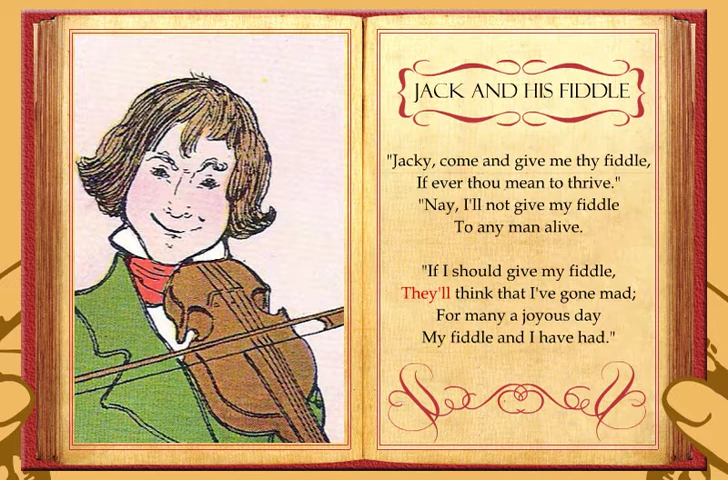 JACK AND HIS FIDDLE
"Jacky, come and give me thy fiddle,
If ever thou mean to thrive."
"Nay, I'll not give my fiddle
To any man alive.
"If I should give my fiddle,
They'll think that I've gone mad;
For many a joyous day
My fiddle and I have had."